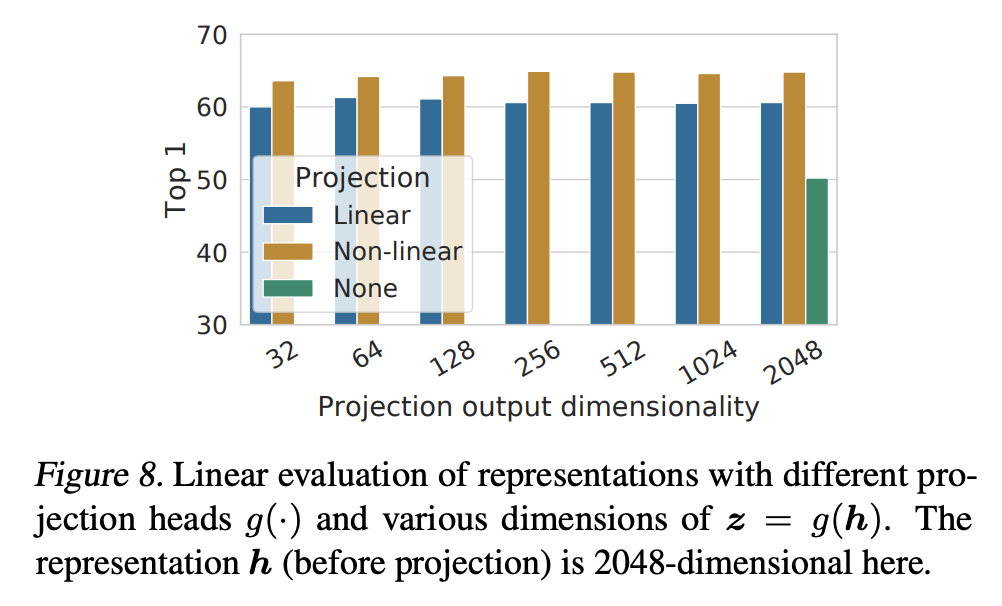 70
60
50
40
30
Top 1
Projection
Linear
Non-linear
None
32 64 128 256 512 1024 2048
Projection output dimensionality
Figure 8. Linear evaluation of representations with different pro-
jection heads g(·) and various dimensions of z = g(h). The
representation h (before projection) is 2048-dimensional here.